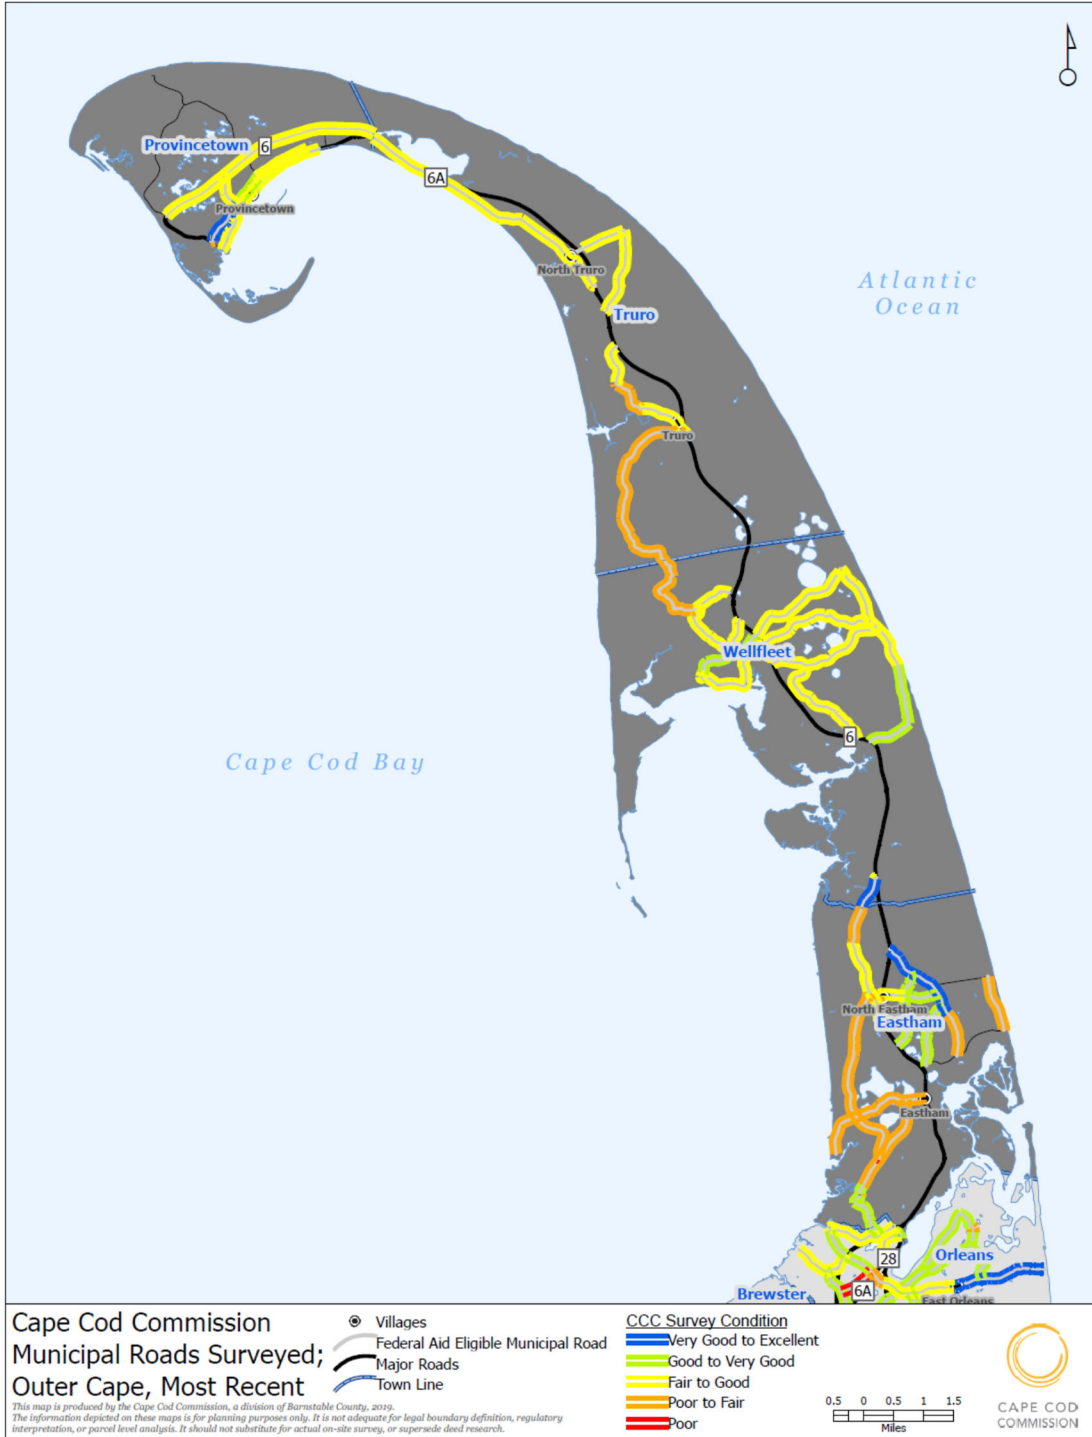 Provincetown
6
6A
Provincetown
North Truro
Atlantic
Ocean
Truro
Truro
Wellfleet
6
Cape Cod Bay
North Eastham
Eastham
Eastham
28
Orleans
Brewster
6A
East Orleans
Cape Cod Commission
Municipal Roads Surveyed;
Outer Cape, Most Recent
This map is produced by the Cape Cod Commission, a division of Barnstable County, 2019.
The information depicted on these maps is for planning purposes only. It is not adequate for legal boundary definition, regulatory
interpretation, or parcel level analysis. It should not substitute for actual on-site survey, or supersede deed research.
Villages
Federal Aid Eligible Municipal Road
Major Roads
Town Line
CCC Survey Condition
Very Good to Excellent
Good to Very Good
Fair to Good
Poor to Fair
Poor
0.5 0 0.5 1 1.5
Miles
CAPE COD
COMMISSION